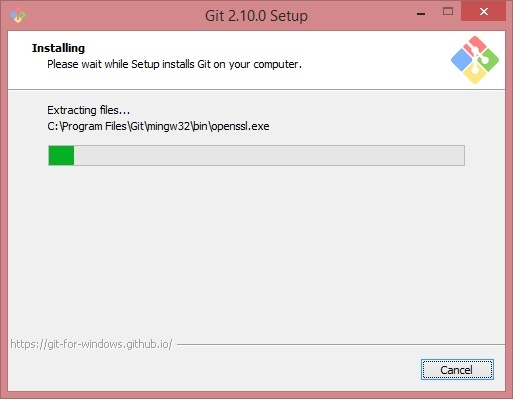 Git 2.10.0 Setup
Installing
Please wait while Setup installs Git on your computer.
Extracting files...
C:\Program Files\Git\mingw32\bin\openssl.exe
https://git-for-windows.github.io/
Cancel